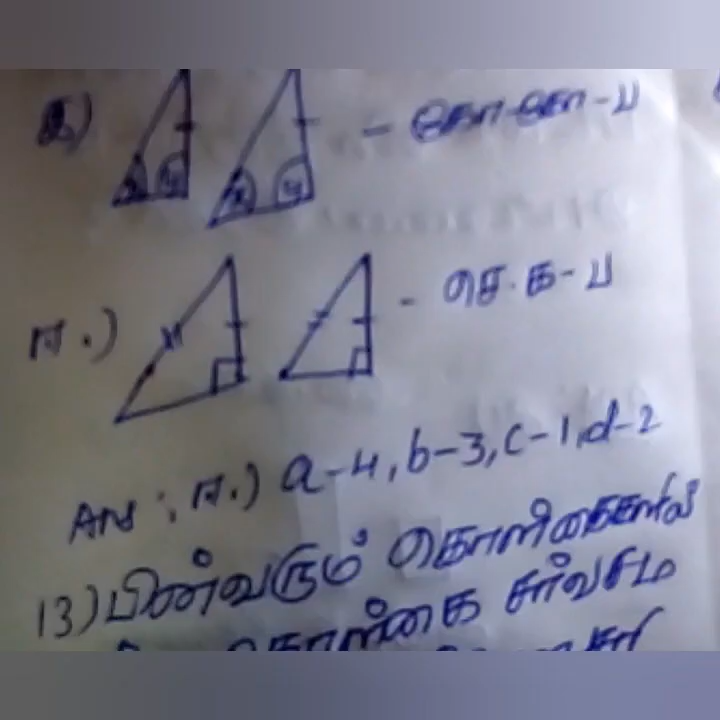 இ) x y x y - கோ-கோ-ப
ஈ.) - செ.க-ப
Ans : ஈ.) a-4, b-3, c-1, d-2
13) பின்வரும் கொள்கைகளில்
கொள்கை சர்வசம